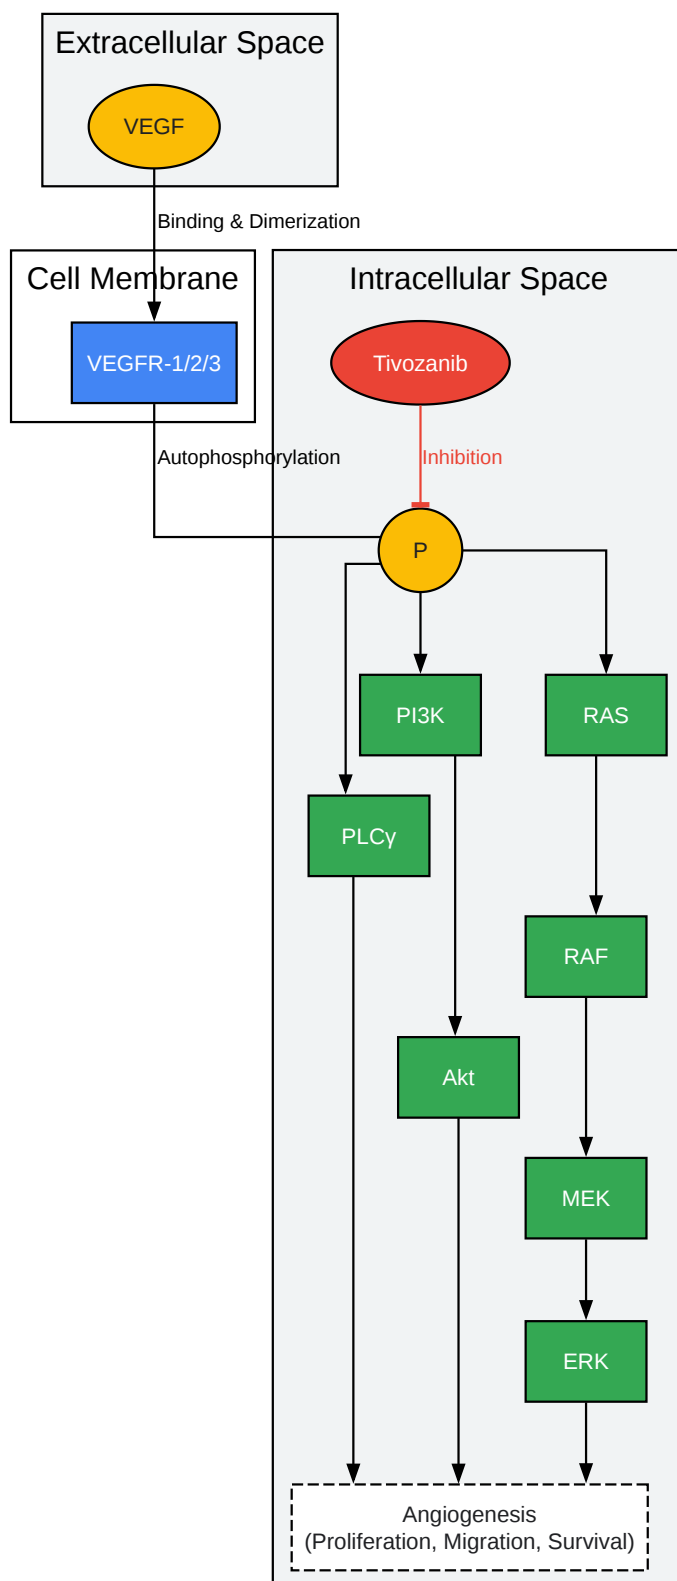 Extracellular Space
VEGF
Binding & Dimerization
Cell Membrane
VEGFR-1/2/3
Autophosphorylation
Intracellular Space
Tivozanib
Inhibition
P
PI3K
RAS
PLCγ
RAF
Akt
MEK
ERK
Angiogenesis
(Proliferation, Migration, Survival)